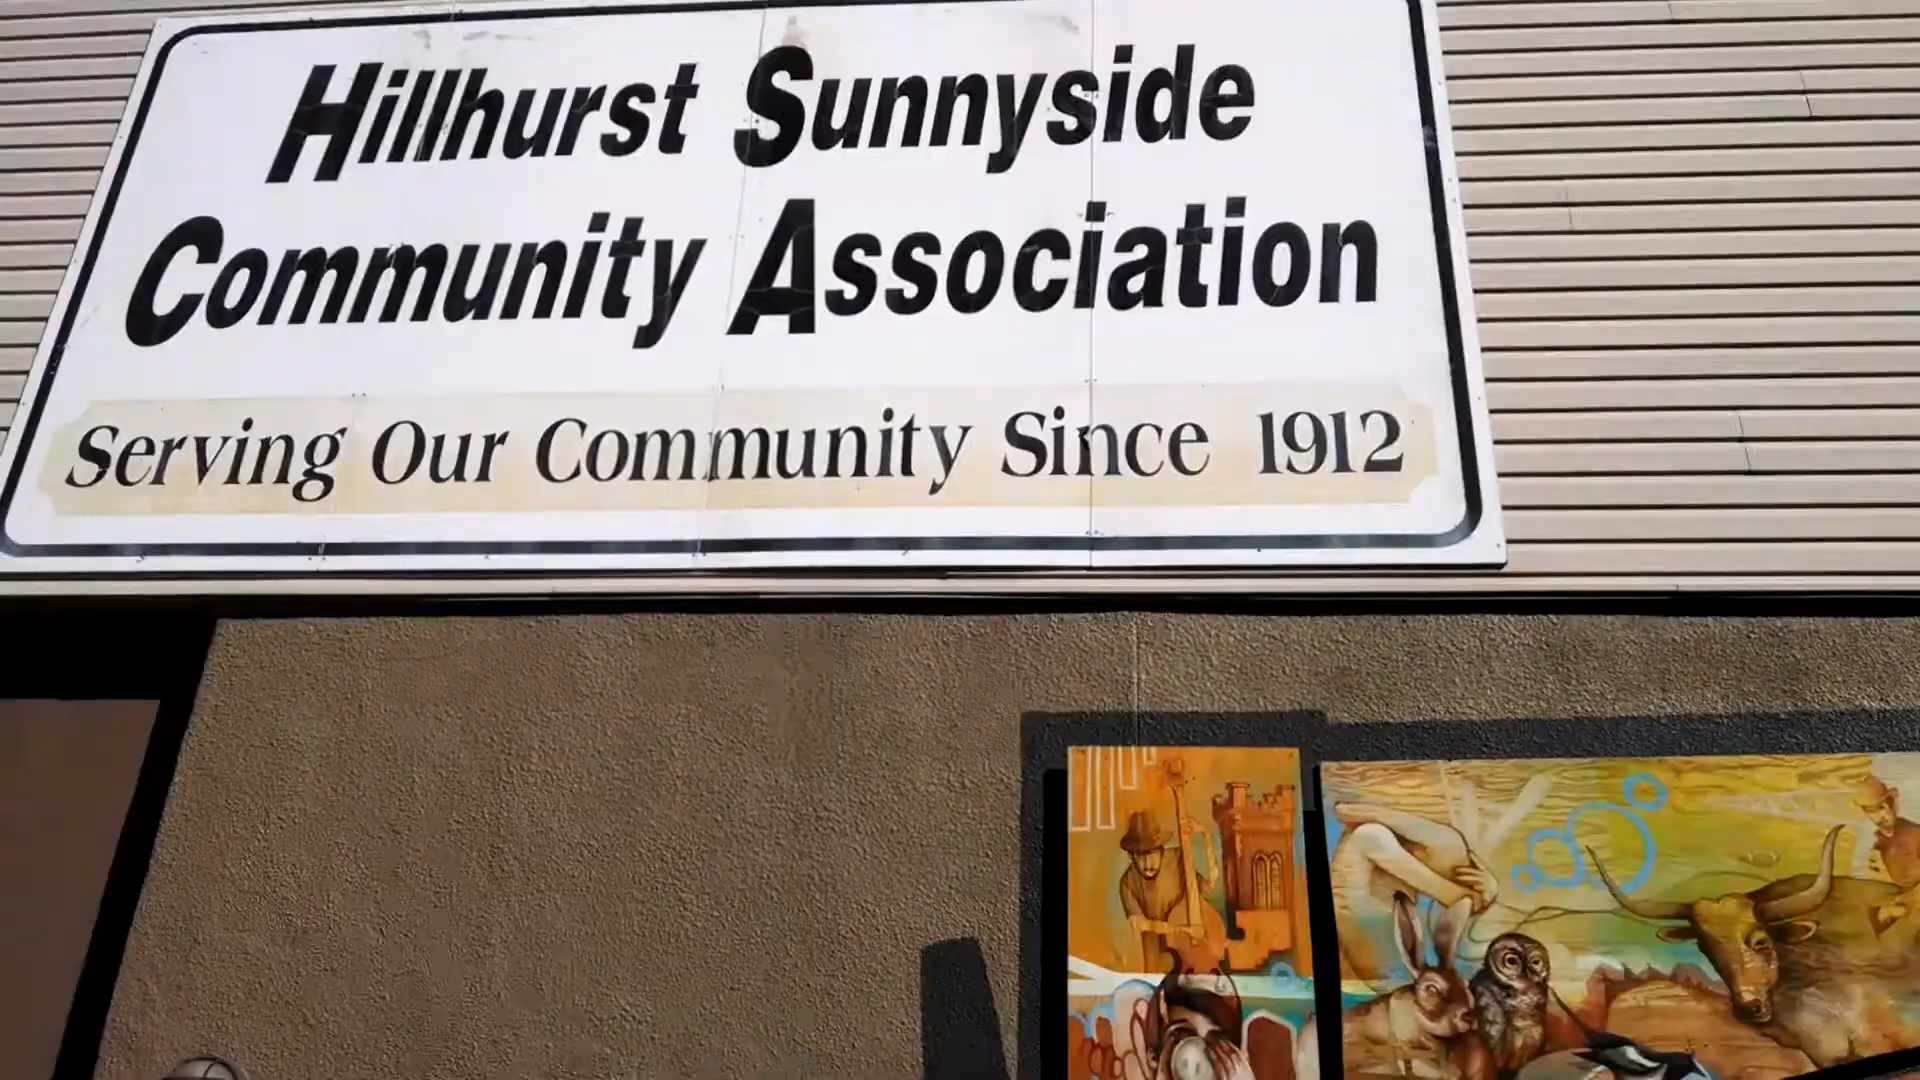 Hillhurst Sunnyside
Community Association
Serving Our Community Since 1912